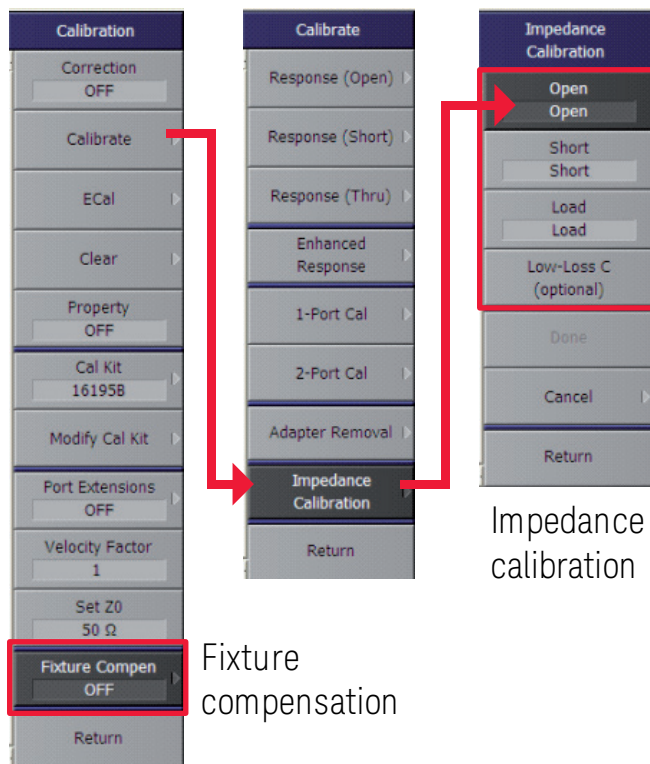 Calibration
Correction
OFF
Calibrate
ECal
Clear
Property
OFF
Cal Kit
16195B
Modify Cal Kit
Port Extensions
OFF
Velocity Factor
1
Set Z0
50 Ω
Fixture Compen
OFF
Return
Fixture
compensation
Calibrate
Response (Open)
Response (Short)
Response (Thru)
Enhanced
Response
1-Port Cal
2-Port Cal
Adapter Removal
Impedance
Calibration
Return
Impedance
Calibration
Open
Open
Short
Short
Load
Load
Low-Loss C
(optional)
Done
Cancel
Return
Impedance
calibration